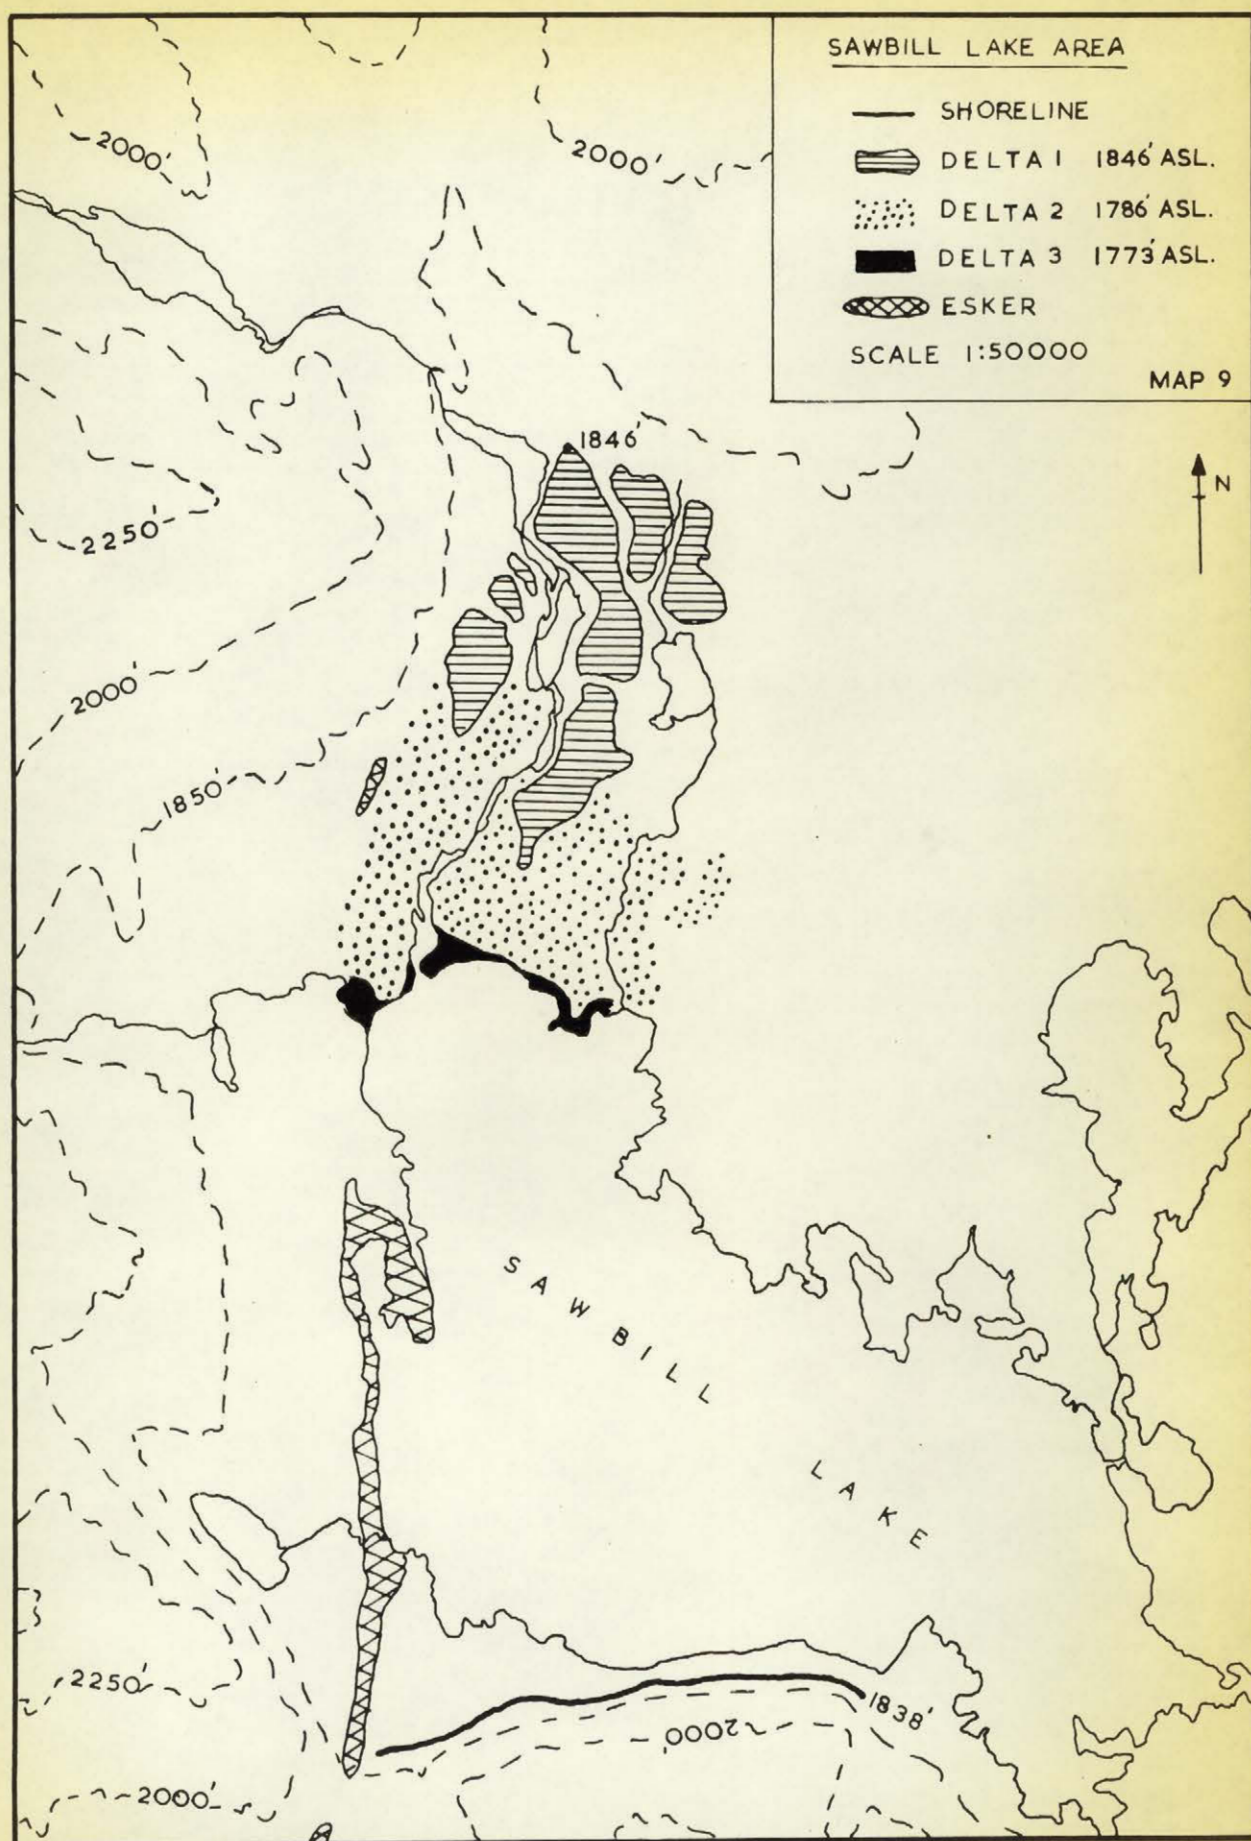 SAWBILL LAKE AREA
SHORELINE
DELTA 1 1846' ASL.
DELTA 2 1786' ASL.
DELTA 3 1773' ASL.
ESKER
SCALE 1:50000
MAP 9
N
2000'
2000'
1846'
2250'
2000'
1850'
SAWBILL
LAKE
2250'
1838'
2000'
2000'